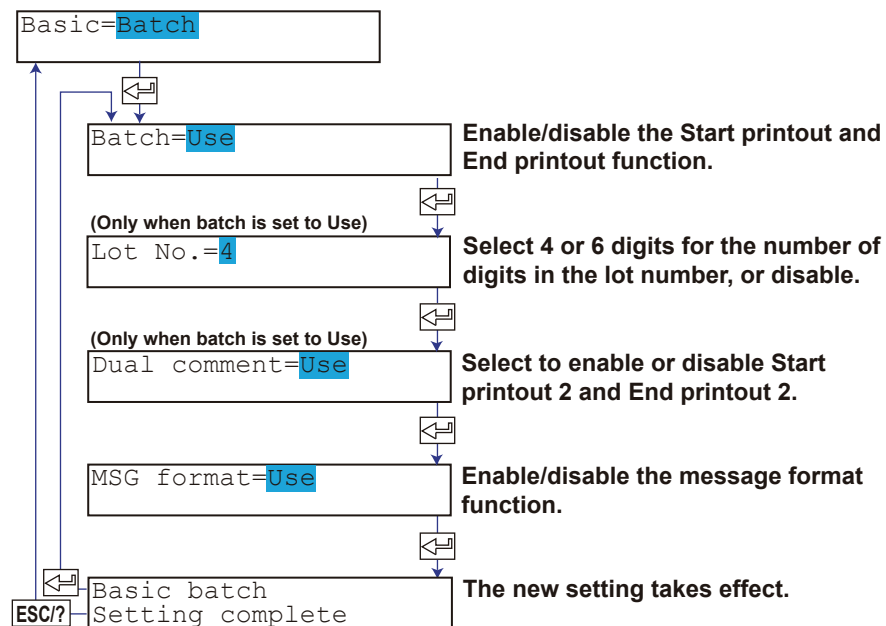 Basic=Batch
Batch=Use
Enable/disable the Start printout and
End printout function.
(Only when batch is set to Use)
Lot No.=4
Select 4 or 6 digits for the number of
digits in the lot number, or disable.
(Only when batch is set to Use)
Dual comment=Use
Select to enable or disable Start
printout 2 and End printout 2.
MSG format=Use
Enable/disable the message format
function.
Basic batch
Setting complete
The new setting takes effect.
ESC/?